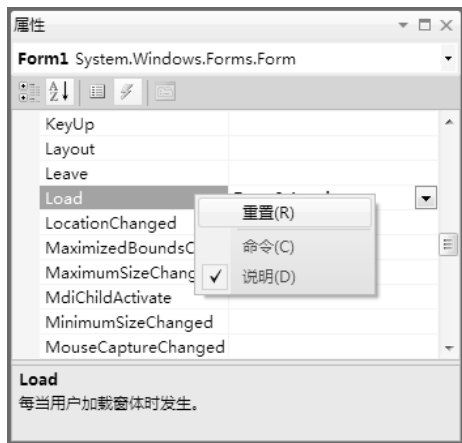 属性
Form1 System.Windows.Forms.Form
KeyUp
Layout
Leave
Load
重置(R)
LocationChanged
命令(C)
MaximizedBoundsC
说明(D)
MaximumSizeChang
MdiChildActivate
MinimumSizeChanged
MouseCaptureChanged
Load
每当用户加载窗体时发生。